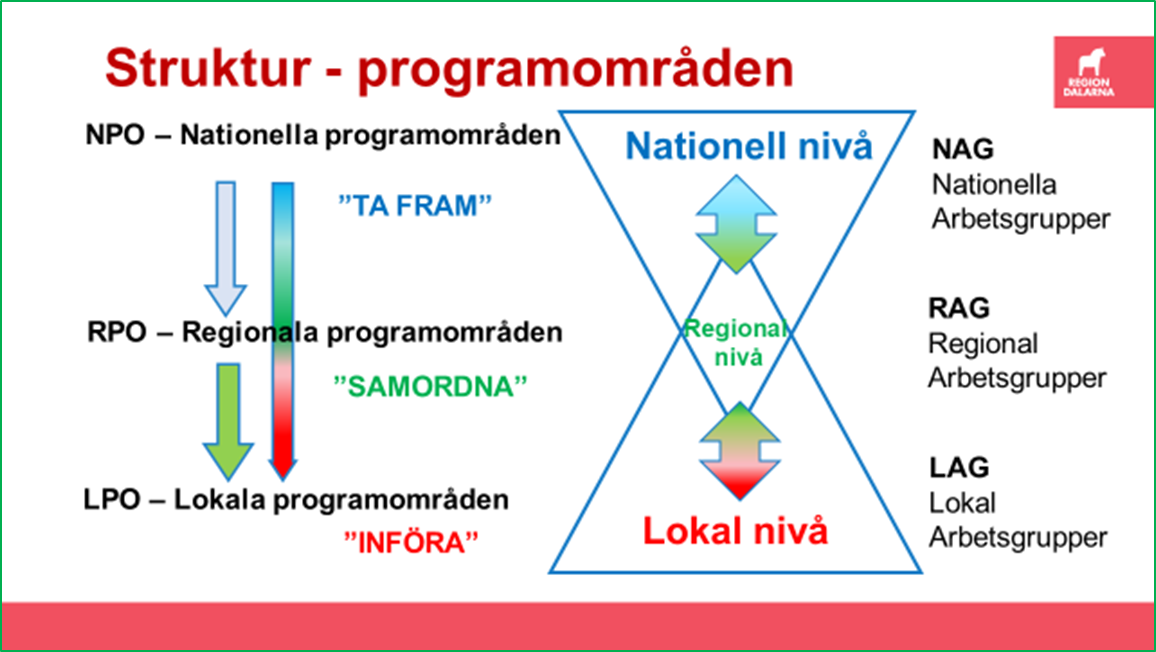 Struktur - programområden
REGION
DALARNA
NPO – Nationella programområden
”TA FRAM”
RPO – Regionala programområden
”SAMORDNA”
LPO – Lokala programområden
”INFÖRA”
Nationell nivå
Regional
nivå
Lokal nivå
NAG
Nationella
Arbetsgrupper
RAG
Regional
Arbetsgrupper
LAG
Lokal
Arbetsgrupper